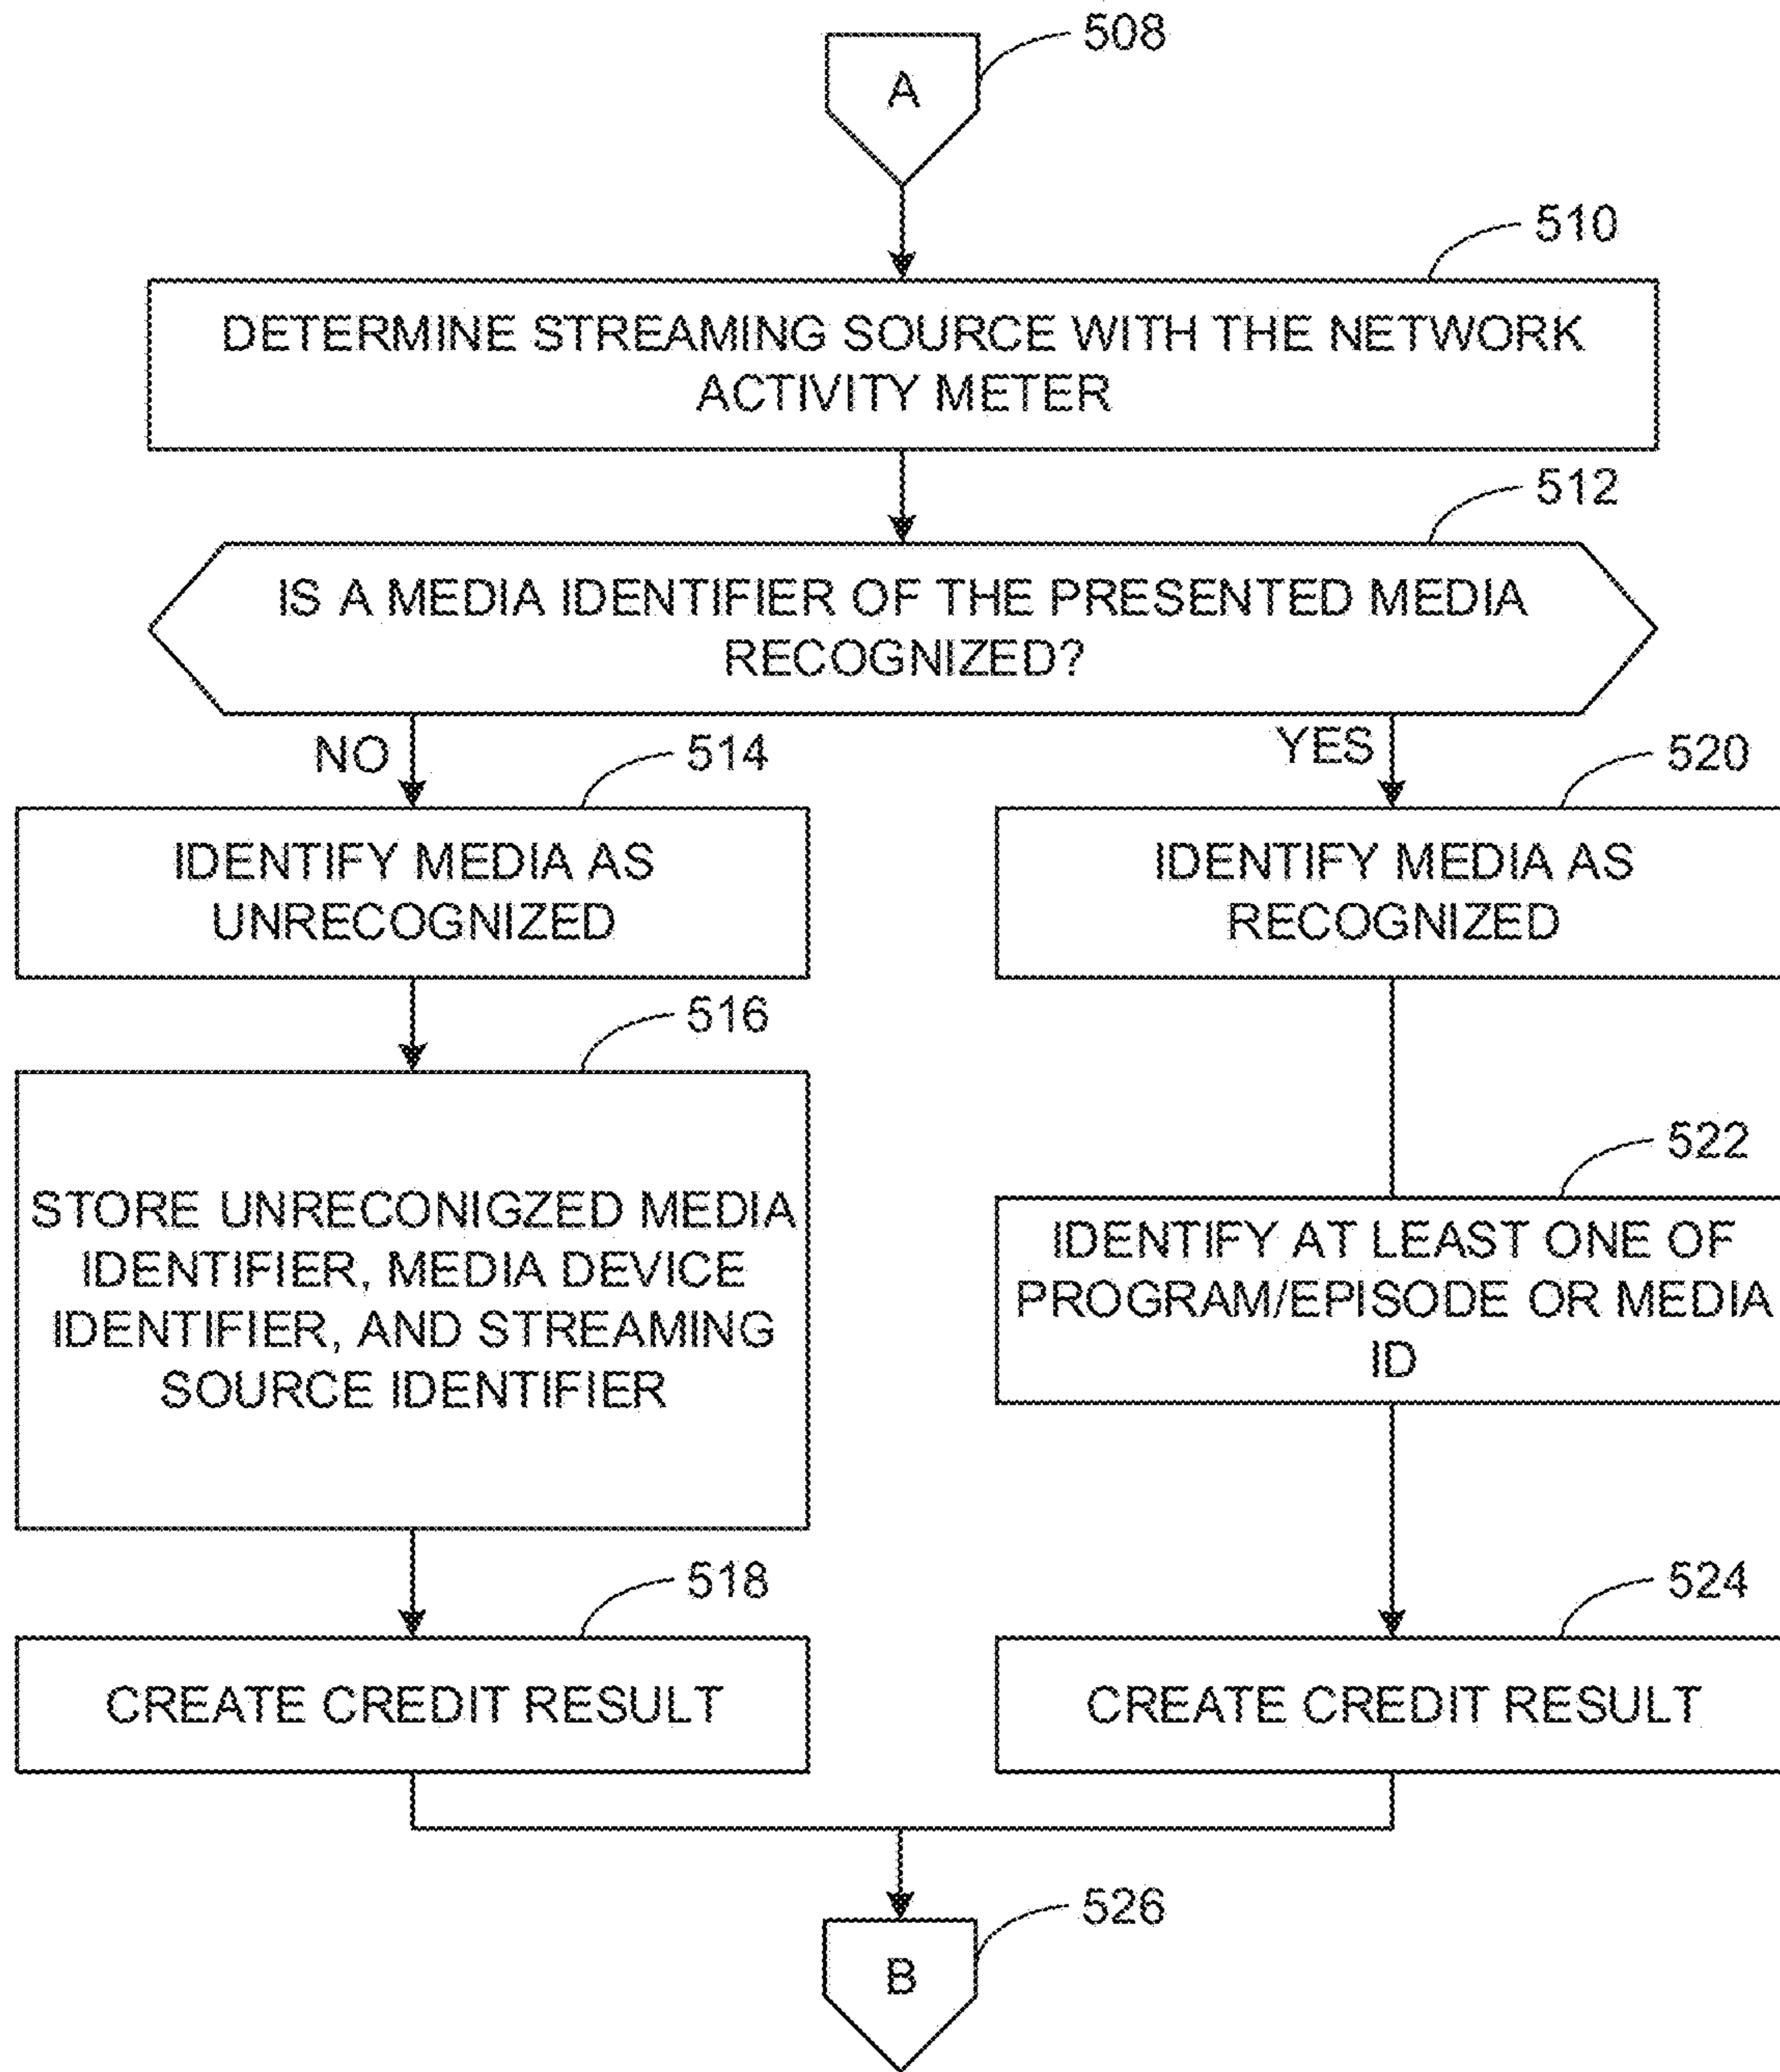 508
A
510
DETERMINE STREAMING SOURCE WITH THE NETWORK
ACTIVITY METER
512
IS A MEDIA IDENTIFIER OF THE PRESENTED MEDIA
RECOGNIZED?
NO
514
IDENTIFY MEDIA AS
UNRECOGNIZED
516
STORE UNRECONIGZED MEDIA
IDENTIFIER, MEDIA DEVICE
IDENTIFIER, AND STREAMING
SOURCE IDENTIFIER
518
CREATE CREDIT RESULT
YES
520
IDENTIFY MEDIA AS
RECOGNIZED
522
IDENTIFY AT LEAST ONE OF
PROGRAM/EPISODE OR MEDIA
ID
524
CREATE CREDIT RESULT
526
B